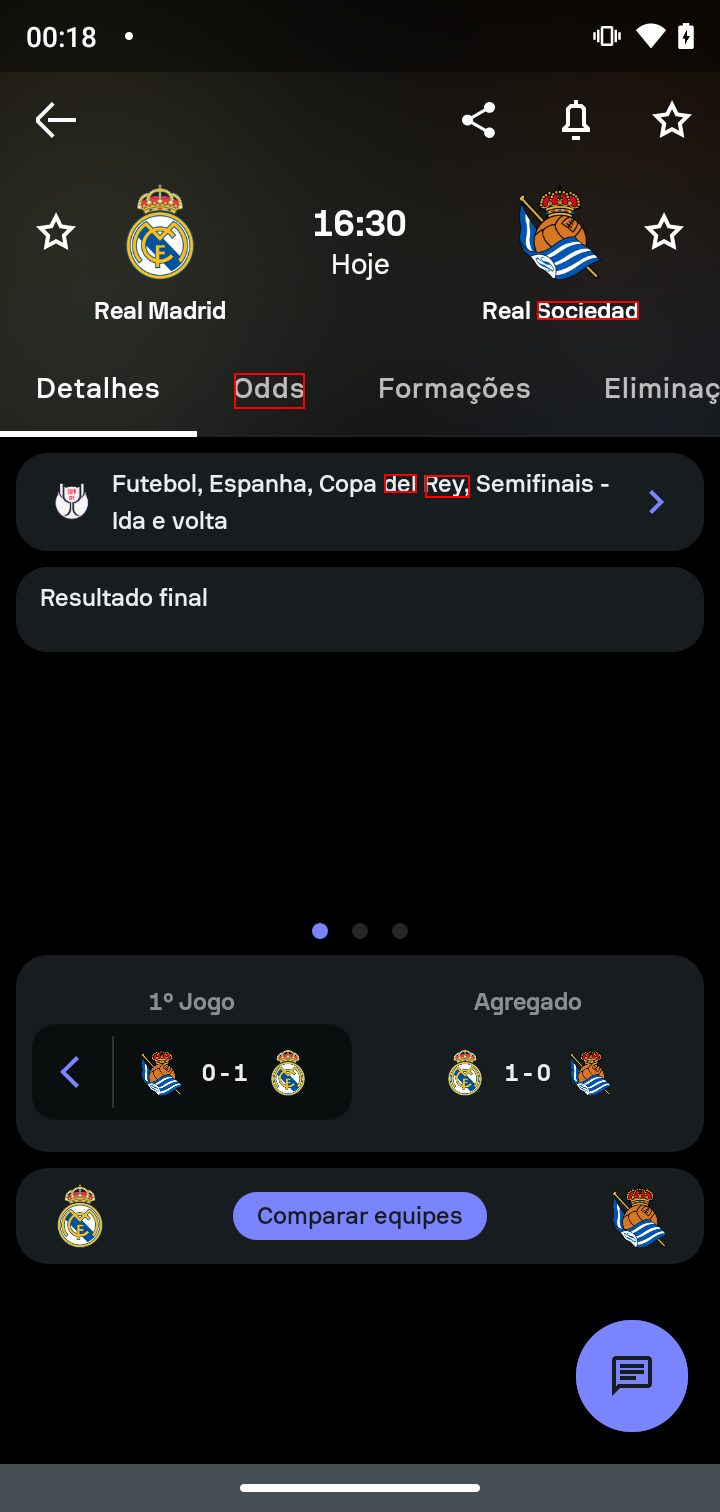 00:18
16:30
Hoje
Real Madrid
Real Sociedad
Detalhes
Odds
Formações
Eliminaç
Futebol, Espanha, Copa del Rey, Semifinais -
Ida e volta
Resultado final
1º Jogo
Agregado
0-1
1-0
Comparar equipes